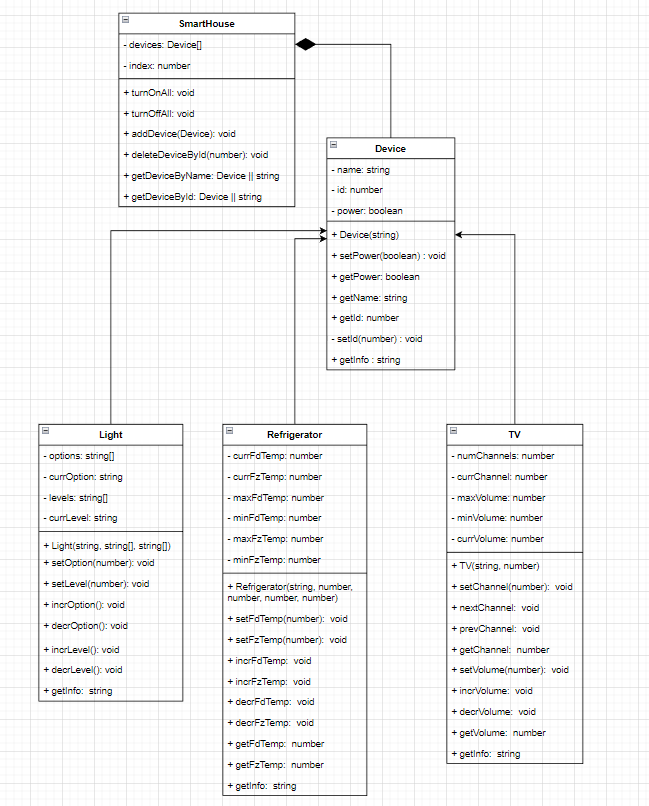 SmartHouse
- devices: Device[]
- index: number
+ turnOnAll: void
+ turnOffAll: void
+ addDevice(Device): void
+ deleteDeviceById(number): void
+ getDeviceByName: Device || string
+ getDeviceById: Device || string
Device
- name: string
- id: number
- power: boolean
+ Device(string)
+ setPower(boolean) : void
+ getPower: boolean
+ getName: string
+ getId: number
- setId(number) : void
+ getInfo : string
Light
- options: string[]
- currOption: string
- levels: string[]
- currLevel: string
+ Light(string, string[], string[])
+ setOption(number): void
+ setLevel(number): void
+ incrOption(): void
+ decrOption(): void
+ incrLevel(): void
+ decrLevel(): void
+ getInfo: string
Refrigerator
- currFdTemp: number
- currFzTemp: number
- maxFdTemp: number
- minFdTemp: number
- maxFzTemp: number
- minFzTemp: number
+ Refrigerator(string, number,
number, number, number)
+ setFdTemp(number): void
+ setFzTemp(number): void
+ incrFdTemp: void
+ incrFzTemp: void
+ decrFdTemp: void
+ decrFzTemp: void
+ getFdTemp: number
+ getFzTemp: number
+ getInfo: string
TV
- numChannels: number
- currChannel: number
- maxVolume: number
- minVolume: number
- currVolume: number
+ TV(string, number)
+ setChannel(number): void
+ nextChannel: void
+ prevChannel: void
+ getChannel: number
+ setVolume(number): void
+ incrVolume: void
+ decrVolume: void
+ getVolume: number
+ getInfo: string